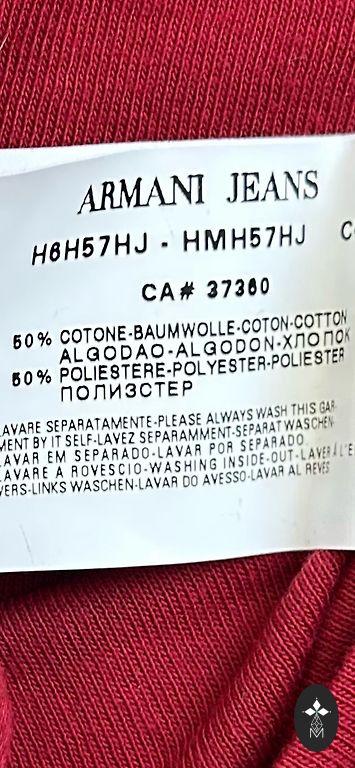 ARMANI JEANS
H6H57HJ - HMH57HJ
CA# 37360
50% COTONE-BAUMWOLLE-COTON-COTTON
ALGODAO-ALGODON-ХЛОПОК
50% POLIESTERE-POLYESTER-POLIESTER
ПОЛИЭСТЕР
LAVARE SEPARATAMENTE-PLEASE ALWAYS WASH THIS GAR
MENT BY IT SELF-LAVEZ SEPARAMMENT-SEPARAT WASCHEN
LAVAR EM SEPARADO-LAVAR POR SEPARADO.
LAVARE A ROVESCIO-WASHING INSIDE-OUT-LAVER À L'E
VERS-LINKS WASCHEN-LAVAR DO AVESSO-LAVAR AL REVES
M